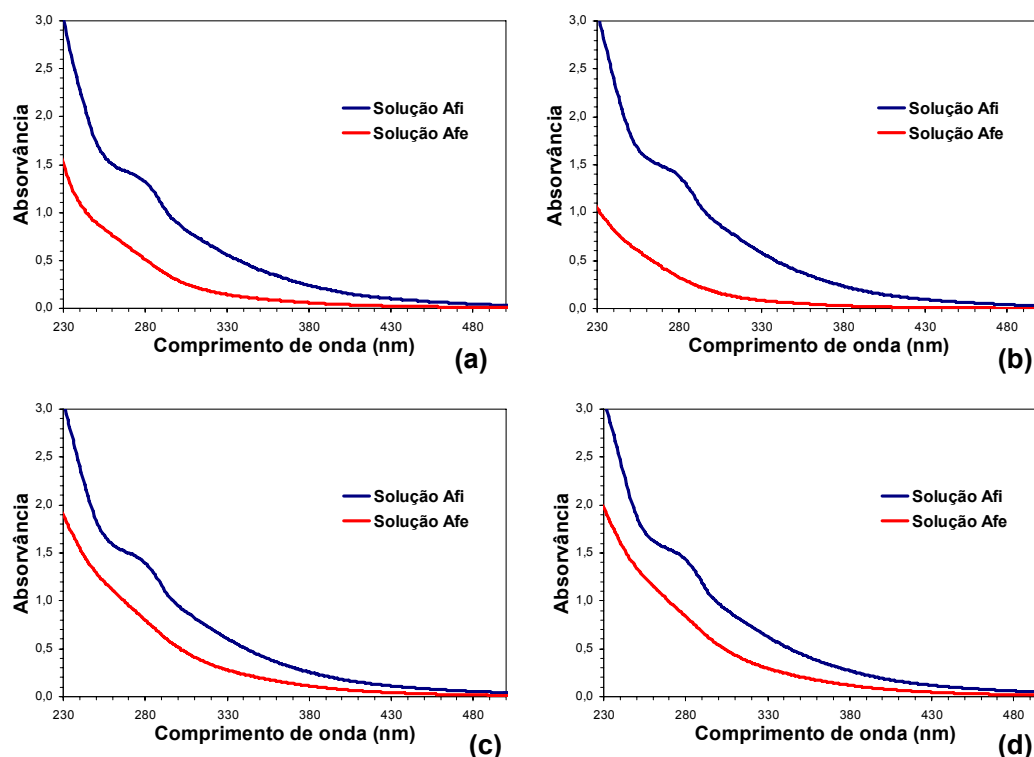 3,0
2,5
2,0
1,5
1,0
0,5
0,0
Absorvância
Solução Afi
Solução Afe
230 280 330 380 430 480
Comprimento de onda (nm)
(a)
3,0
2,5
2,0
1,5
1,0
0,5
0,0
Absorvância
Solução Afi
Solução Afe
230 280 330 380 430 480
Comprimento de onda (nm)
(b)
3,0
2,5
2,0
1,5
1,0
0,5
0,0
Absorvância
Solução Afi
Solução Afe
230 280 330 380 430 480
Comprimento de onda (nm)
(c)
3,0
2,5
2,0
1,5
1,0
0,5
0,0
Absorvância
Solução Afi
Solução Afe
230 280 330 380 430 480
Comprimento de onda (nm)
(d)